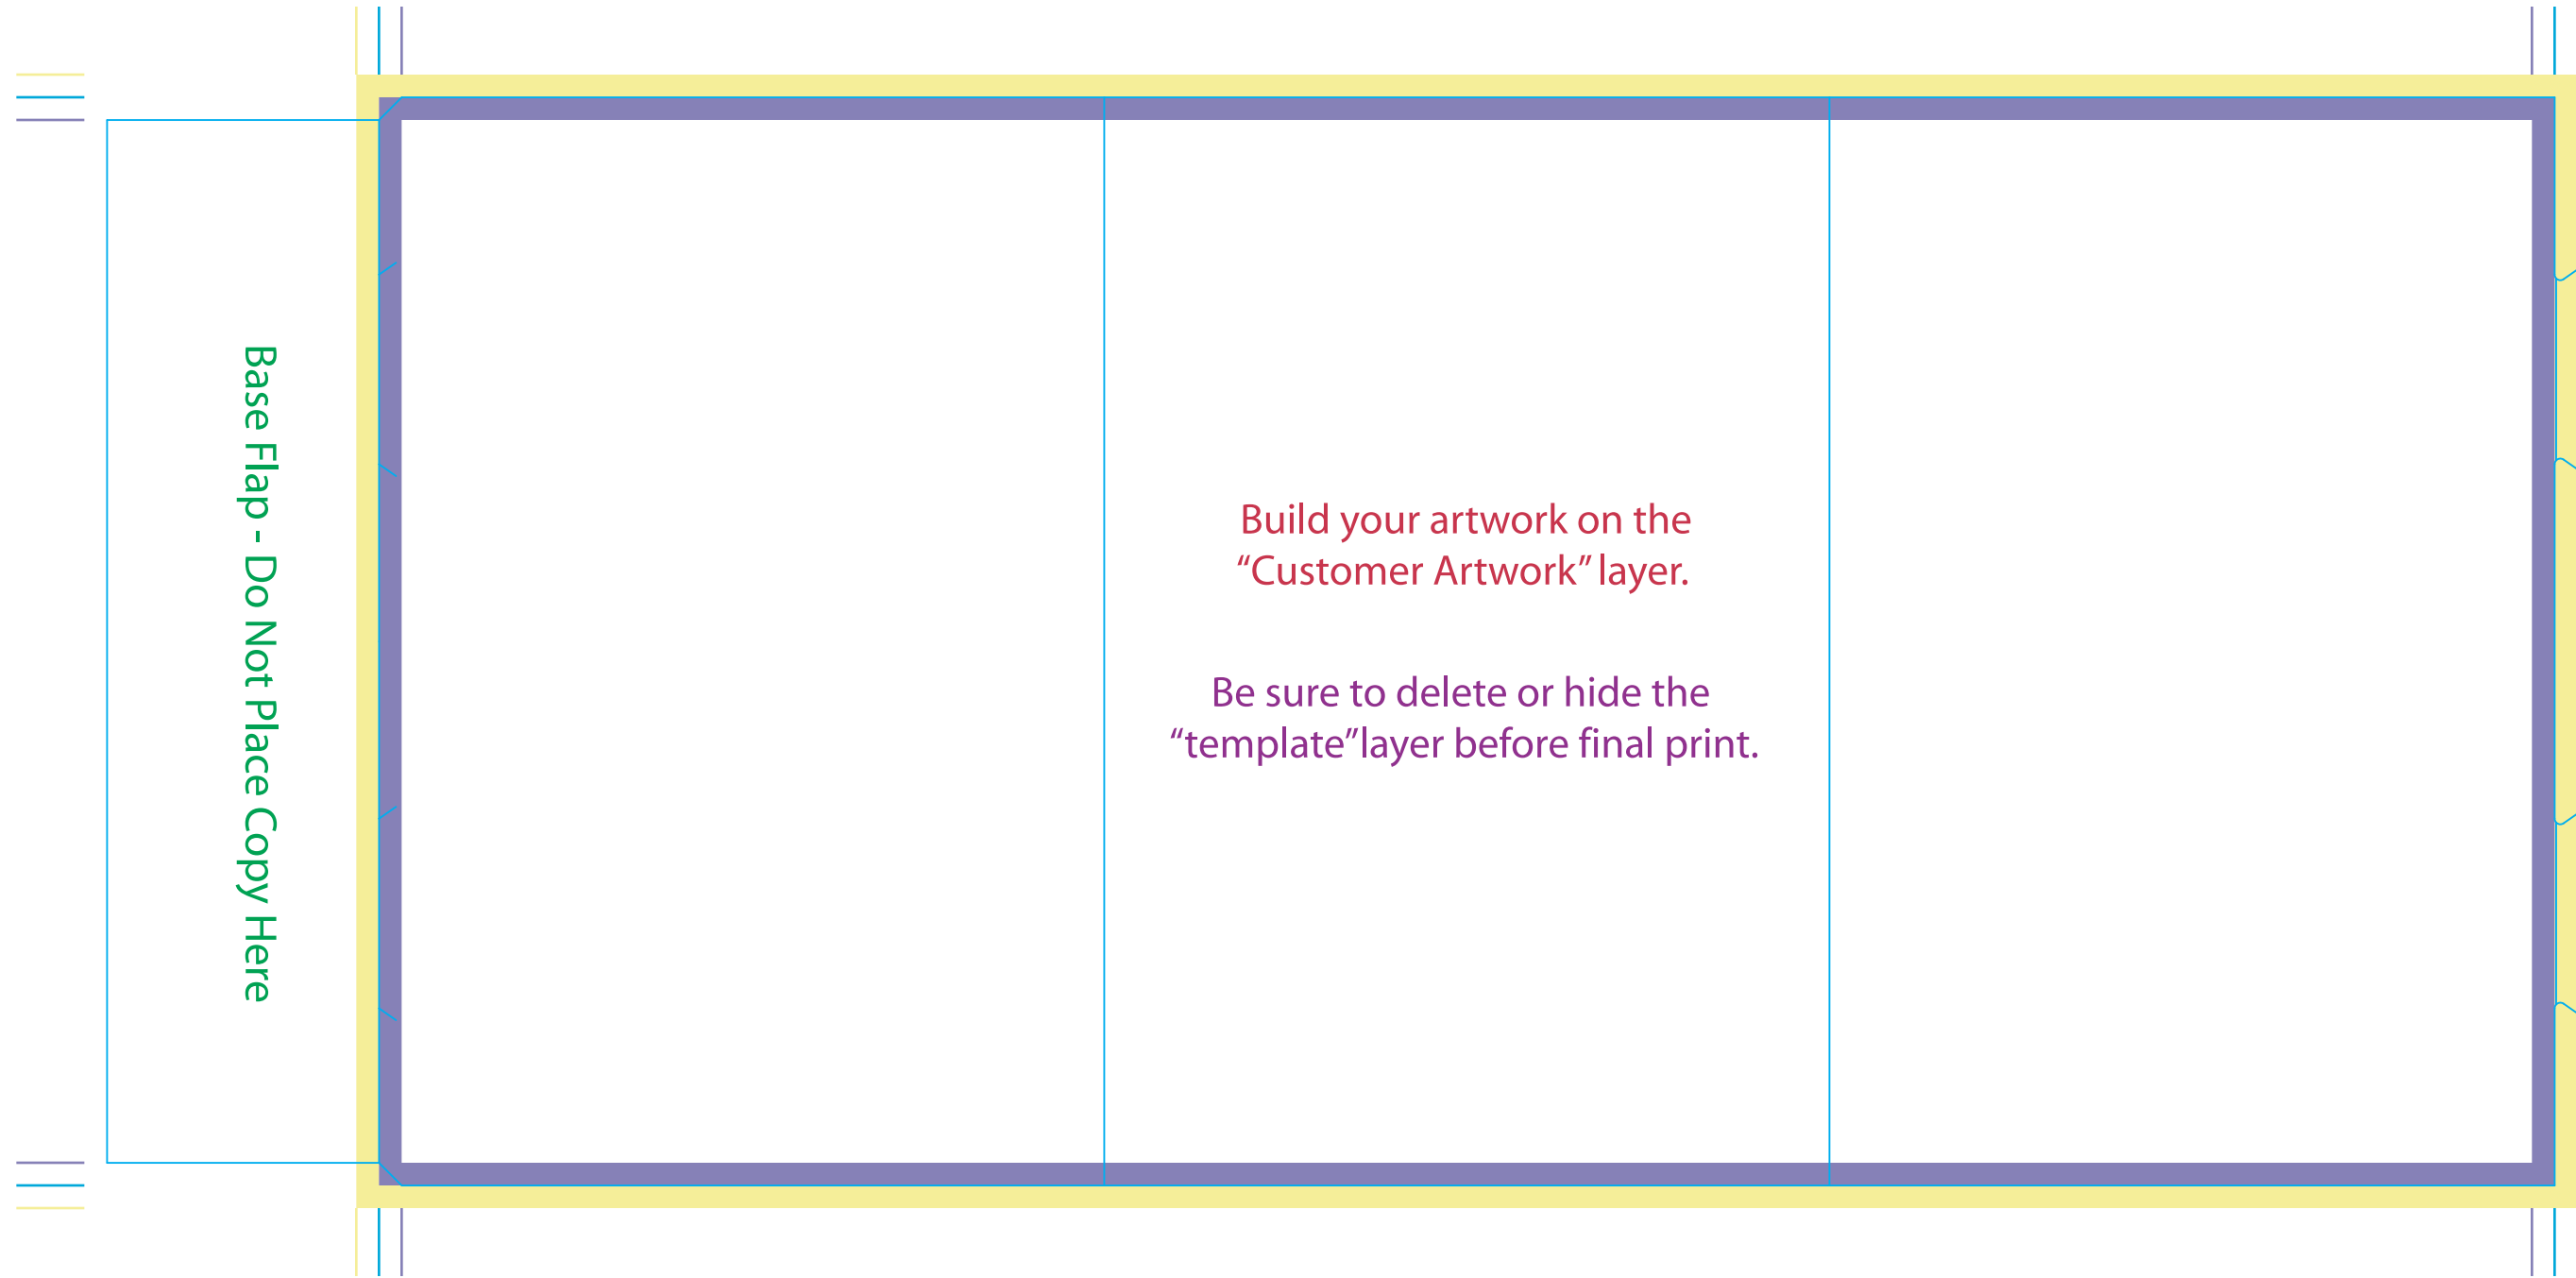 Base Flap - Do Not Place Copy Here
Build your artwork on the
“Customer Artwork” layer.
Be sure to delete or hide the
“template”layer before final print.